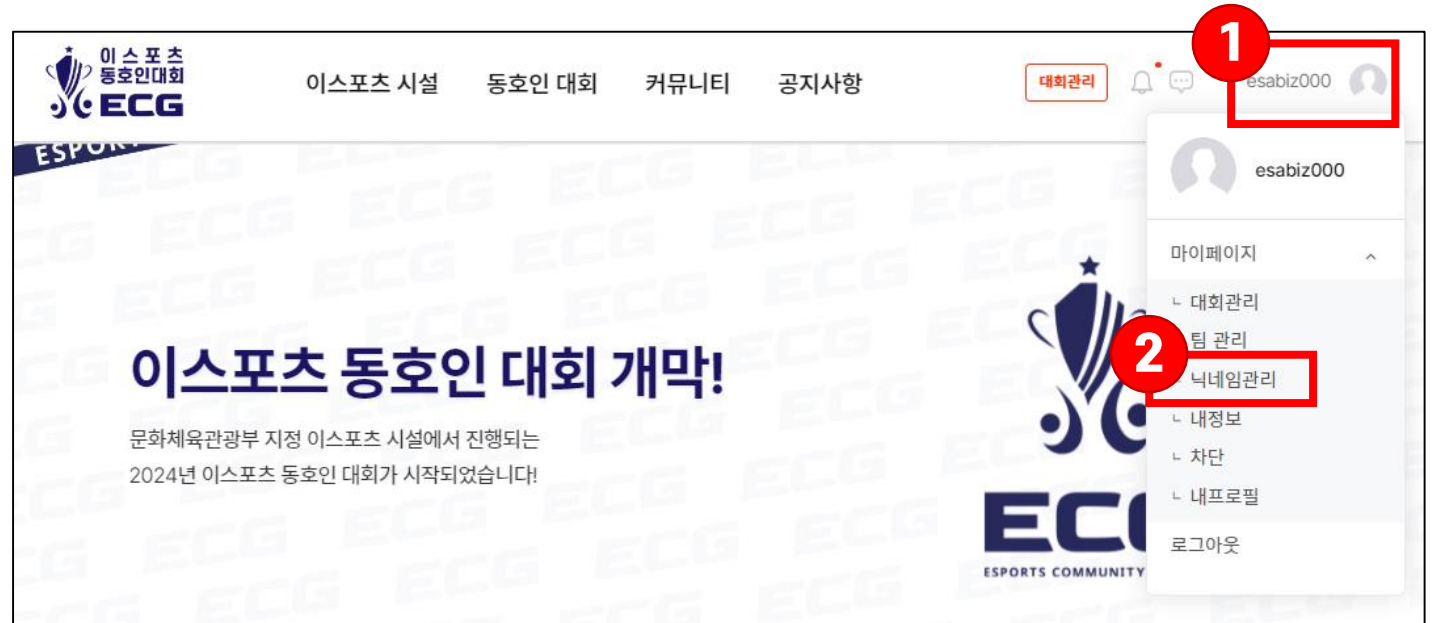 이스포츠
동호인대회
ECG
이스포츠 시설
동호인 대회
커뮤니티
공지사항
대회관리
1
esabiz000
esabiz000
마이페이지
ㄴ 대회관리
팀 관리
2
닉네임관리
ㄴ 내정보
ㄴ 차단
ㄴ 내프로필
로그아웃
이스포츠 동호인 대회 개막!
문화체육관광부 지정 이스포츠 시설에서 진행되는
2024년 이스포츠 동호인 대회가 시작되었습니다!
ESPORTS COMMUNITY